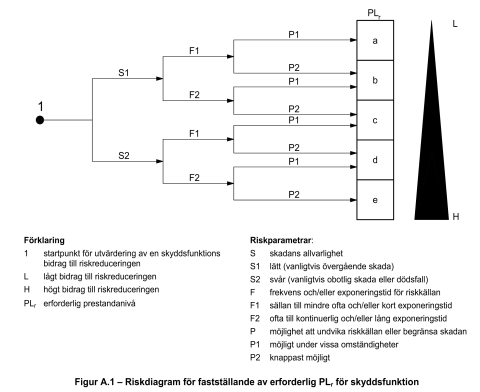 PLr
L
P1
a
F1
P2
S1
P1
b
F2
P2
1
P1
c
F1
P2
S2
P1
d
F2
P2
e
H
Förklaring
1 startpunkt för utvärdering av en skyddsfunktions
bidrag till riskreduceringen
L lågt bidrag till riskreduceringen
H högt bidrag till riskreduceringen
PLr erforderlig prestandanivå
Riskparametrar:
S skadans allvarlighet
S1 lätt (vanligtvis övergående skada)
S2 svår (vanligtvis obotlig skada eller dödsfall)
F frekvens och/eller exponeringstid för riskkällan
F1 sällan till mindre ofta och/eller kort exponeringstid
F2 ofta till kontinuerlig och/eller lång exponeringstid
P möjlighet att undvika riskkällan eller begränsa skadan
P1 möjligt under vissa omständigheter
P2 knappast möjligt
Figur A.1 – Riskdiagram för fastställande av erforderlig PLr för skyddsfunktion